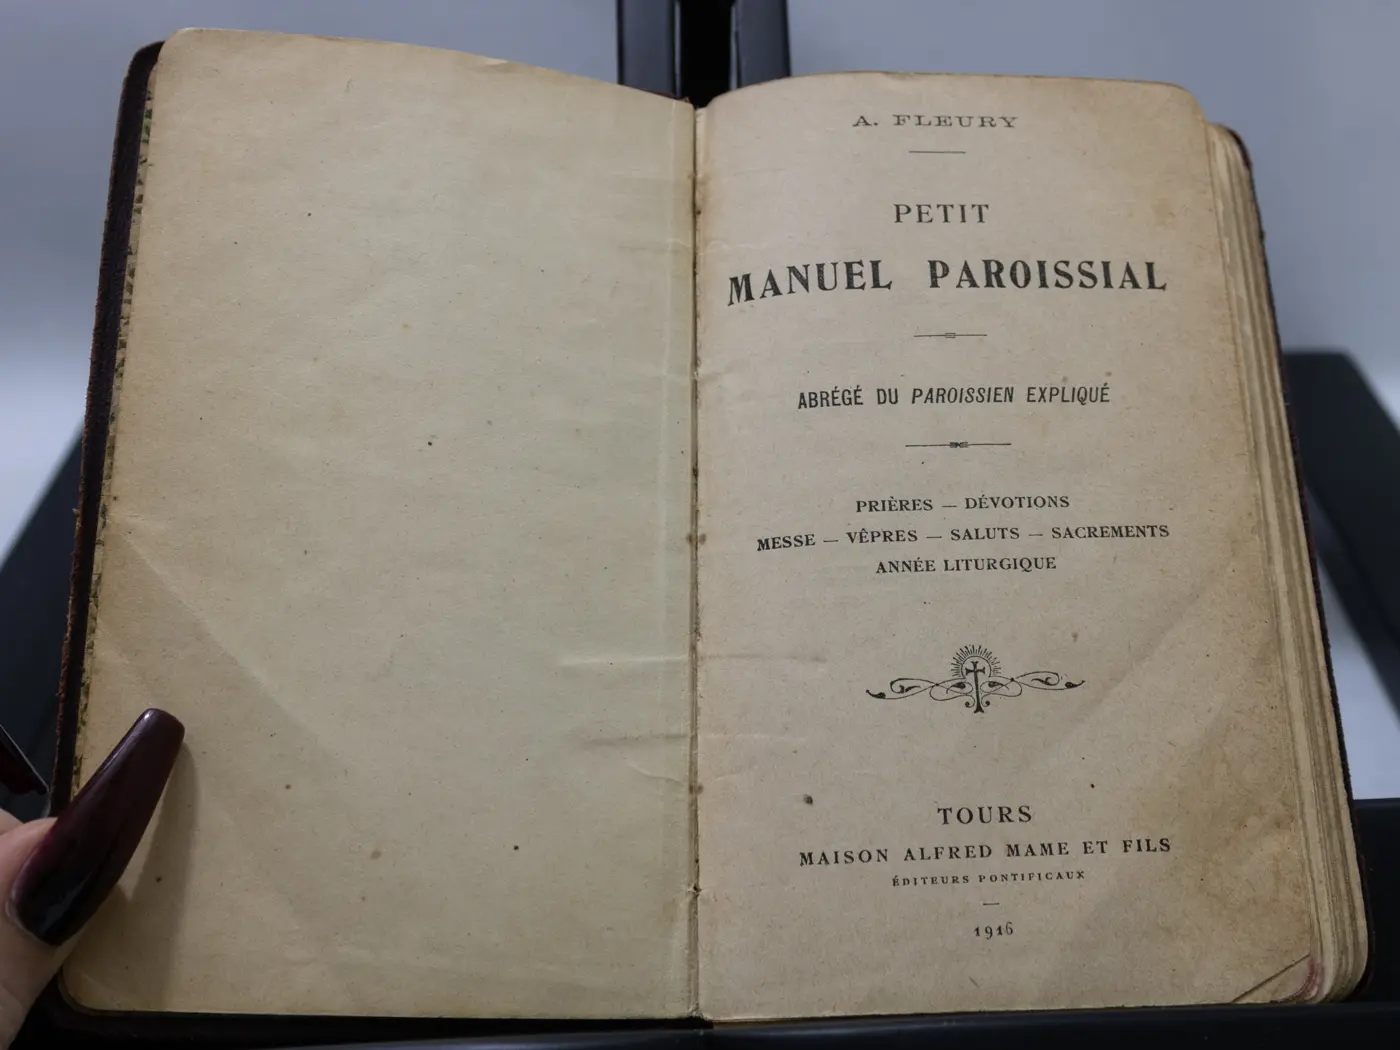 A. FLEURY
PETIT
MANUEL PAROISSIAL
ABRÉGÉ DU PAROISSIEN EXPLIQUÉ
PRIÈRES — DÉVOTIONS
MESSE — VÊPRES — SALUTS — SACREMENTS
ANNÉE LITURGIQUE
TOURS
MAISON ALFRED MAME ET FILS
ÉDITEURS PONTIFICAUX
1916